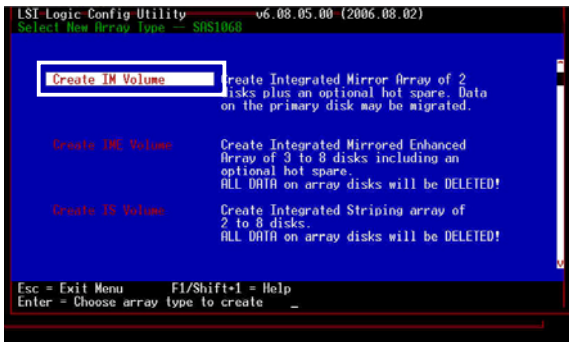 LSI Logic Config Utility v6.08.05.00 (2006.08.02)
Select New Array Type -- SAS1068
Create IM Volume Create Integrated Mirror Array of 2
disks plus an optional hot spare. Data
on the primary disk may be migrated.
Create IME Volume Create Integrated Mirrored Enhanced
Array of 3 to 8 disks including an
optional hot spare.
ALL DATA on array disks will be DELETED!
Create IS Volume Create Integrated Striping array of
2 to 8 disks.
ALL DATA on array disks will be DELETED!
Esc = Exit Menu F1/Shift+1 = Help
Enter = Choose array type to create _